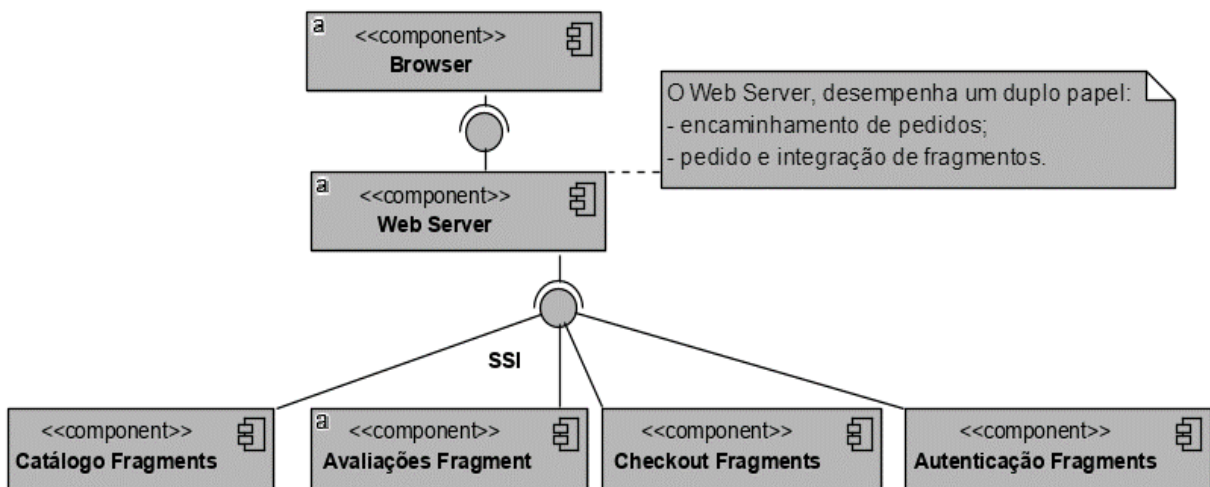 a
<<component>>
Browser
O Web Server, desempenha um duplo papel:
- encaminhamento de pedidos;
- pedido e integração de fragmentos.
a
<<component>>
Web Server
SSI
<<component>>
Catálogo Fragments
a
<<component>>
Avaliações Fragment
<<component>>
Checkout Fragments
<<component>>
Autenticação Fragments